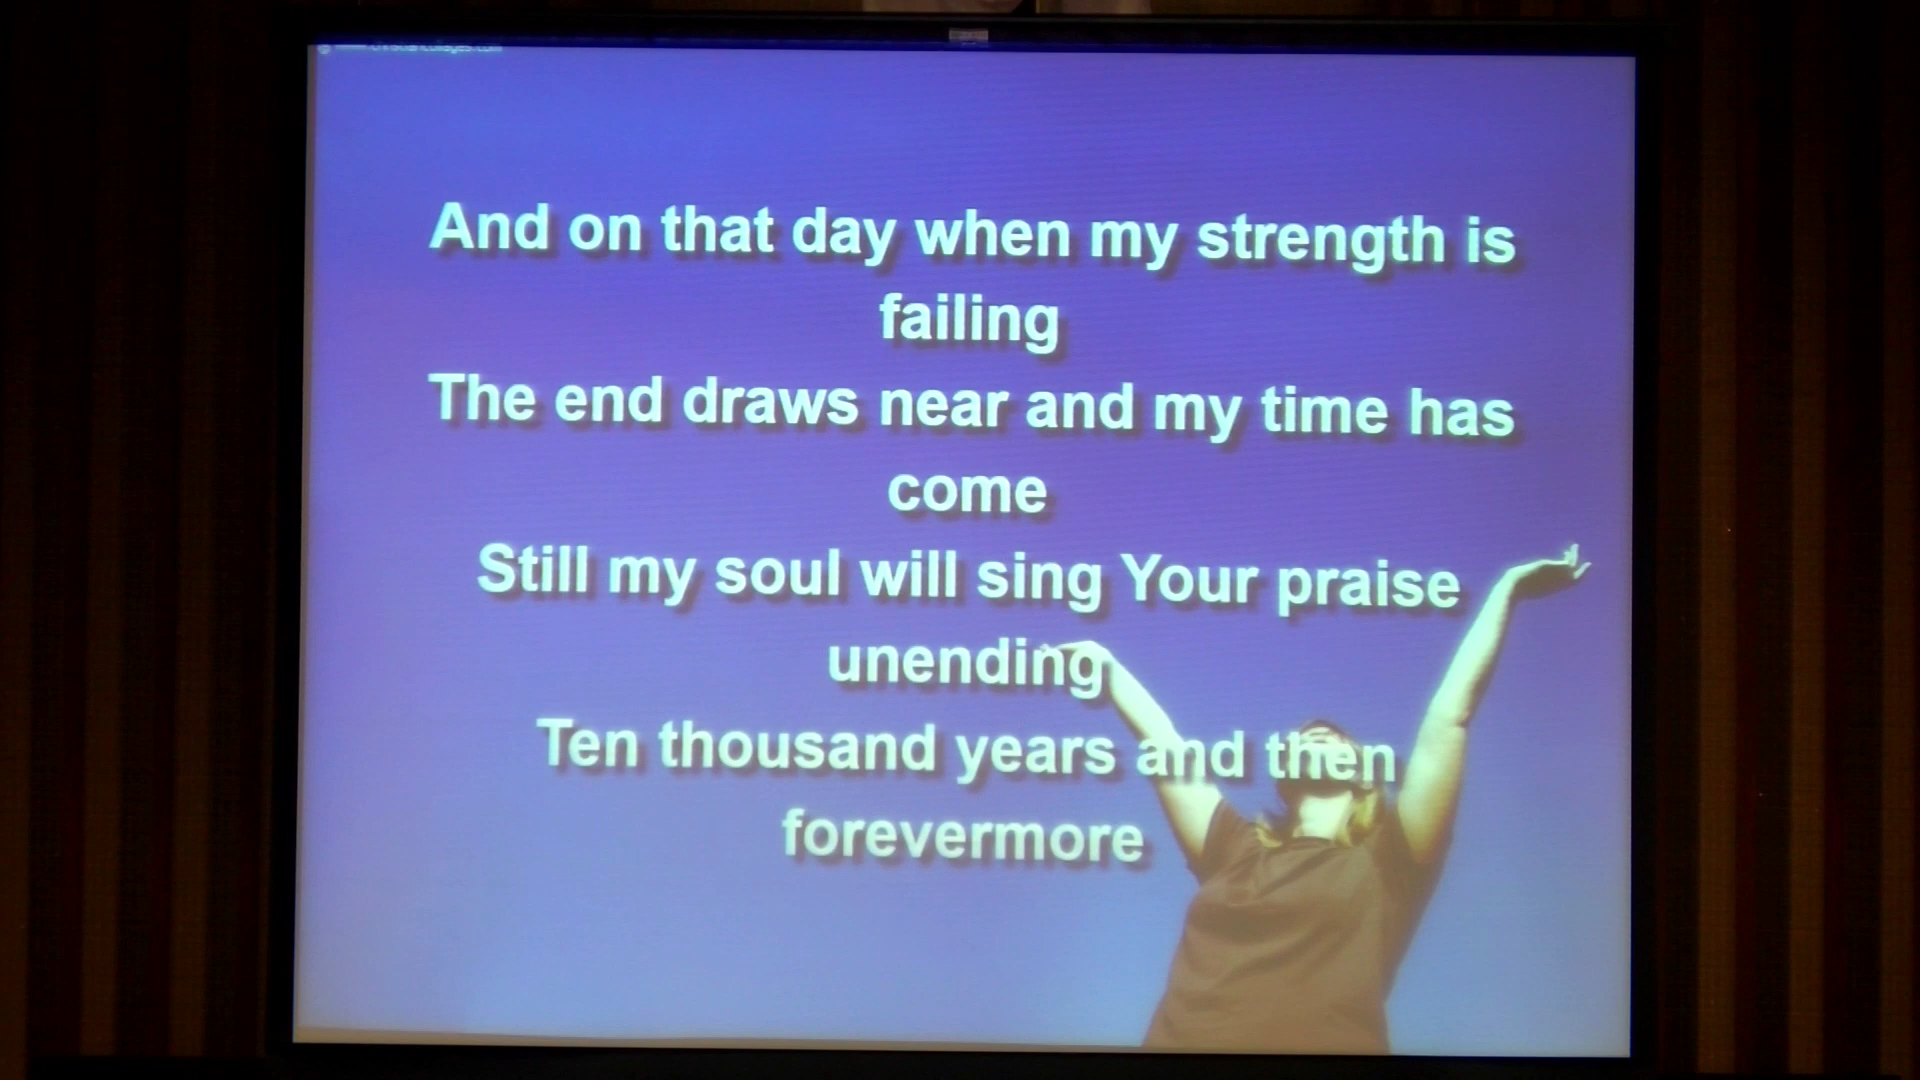 And on that day when my strength is
failing
The end draws near and my time has
come
Still my soul will sing Your praise
unending
Ten thousand years and then
forevermore